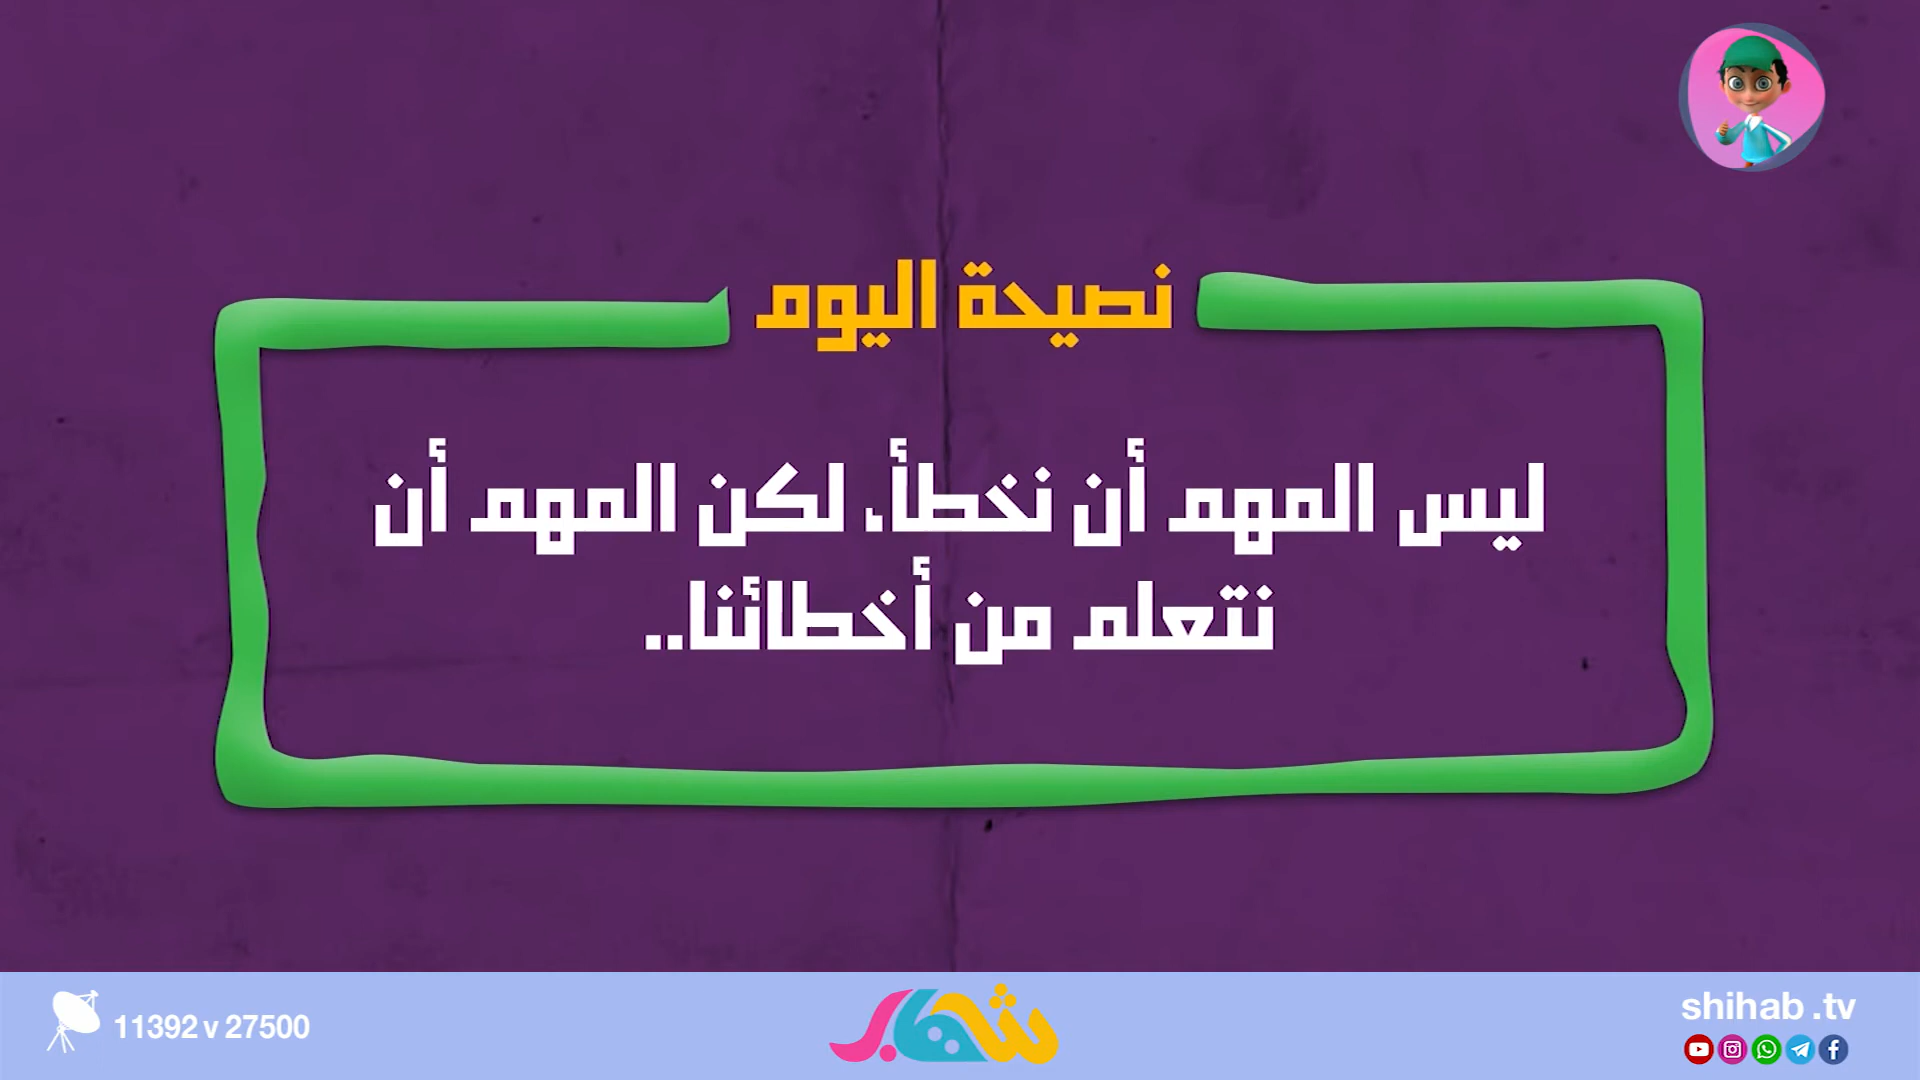 نصيحة اليوم
ليس المهم أن نخطأ، لكن المهم أن
نتعلم من أخطائنا..
11392 v 27500
شهاب
shihab .tv